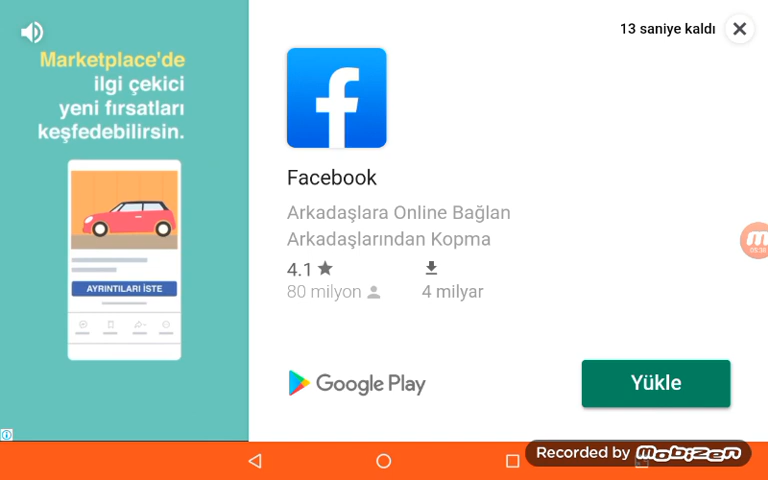 13 saniye kaldı
Marketplace'de
ilgi çekici
yeni fırsatları
keşfedebilirsin.
AYRINTILARI İSTE
Facebook
Arkadaşlara Online Bağlan
Arkadaşlarından Kopma
4.1
80 milyon
4 milyar
Google Play
Yükle
Recorded by mobizen